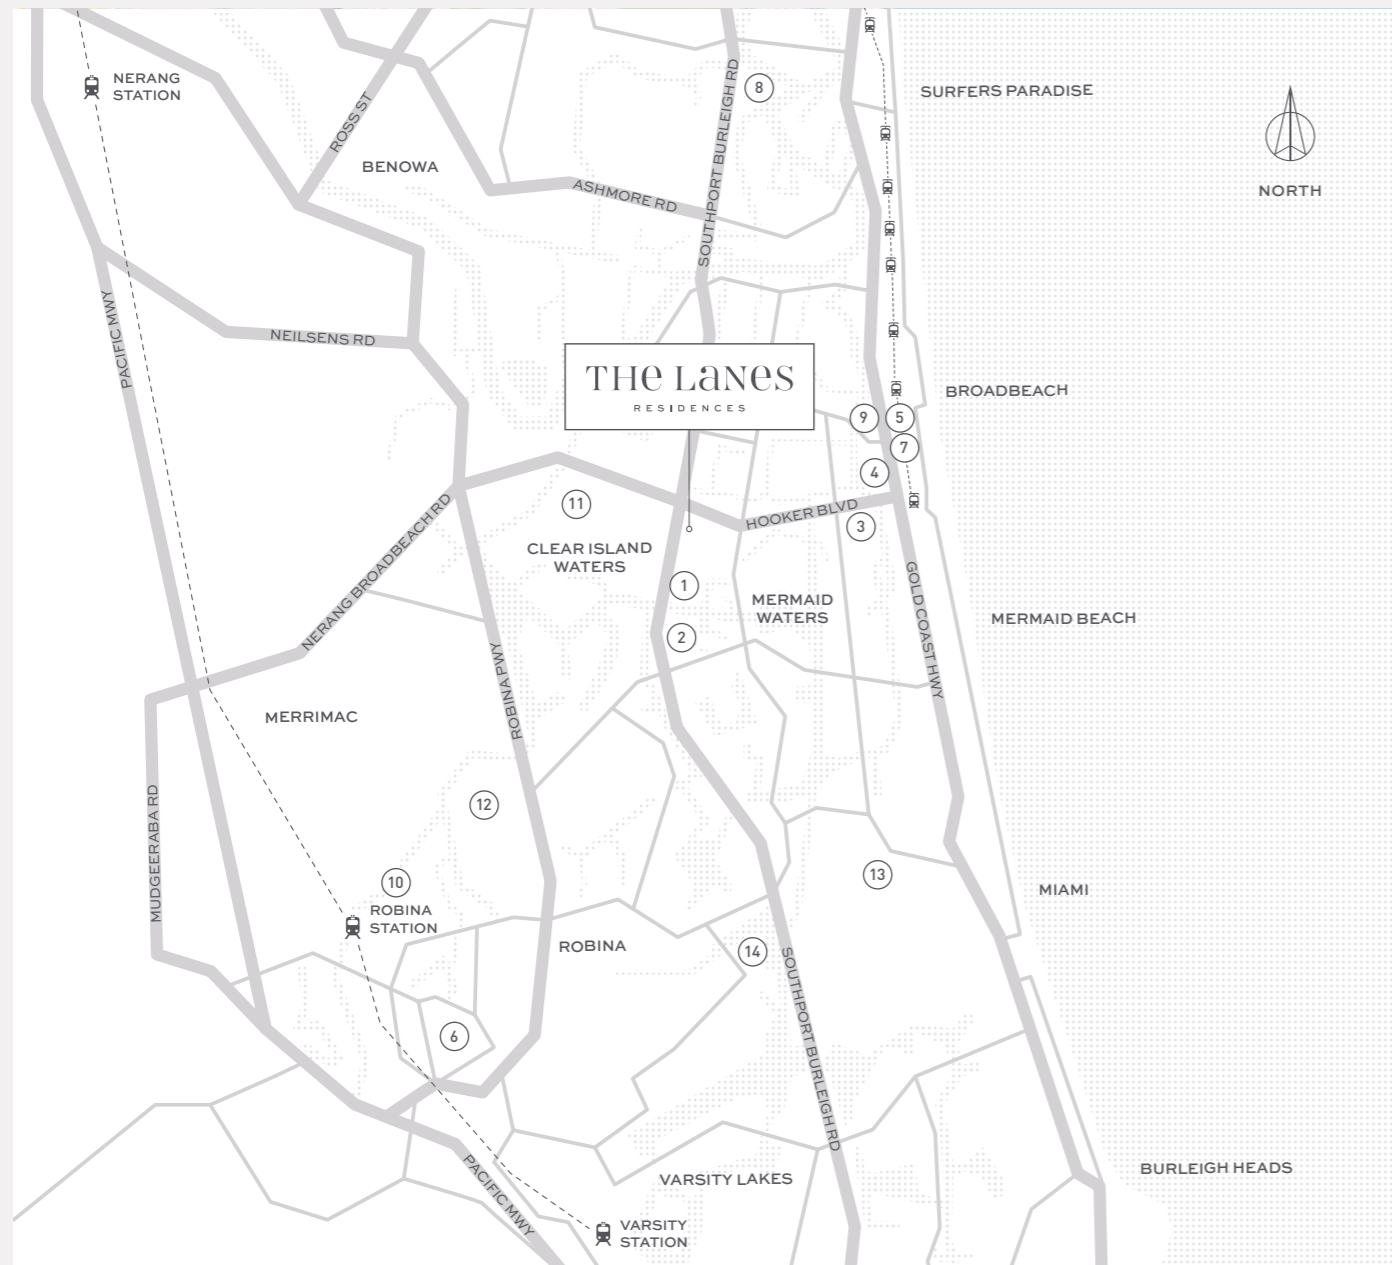 NERANG
STATION
ROSS ST
BENOWA
ASHMORE RD
SOUTHPORT BURLEIGH RD
8
SURFERS PARADISE
NORTH
PACIFIC MWY
NEILSENS RD
THE LANES
RESIDENCES
BROADBEACH
9
5
7
4
11
HOOKER BLVD
3
NERANG BROADBEACH RD
CLEAR ISLAND
WATERS
1
MERMAID
WATERS
GOLD COAST HWY
MERMAID BEACH
2
ROBINA PWY
MERRIMAC
MUDGEERABA RD
12
10
13
MIAMI
ROBINA
STATION
ROBINA
14
SOUTHPORT BURLEIGH RD
6
PACIFIC MWY
VARSITY LAKES
BURLEIGH HEADS
VARSITY
STATION